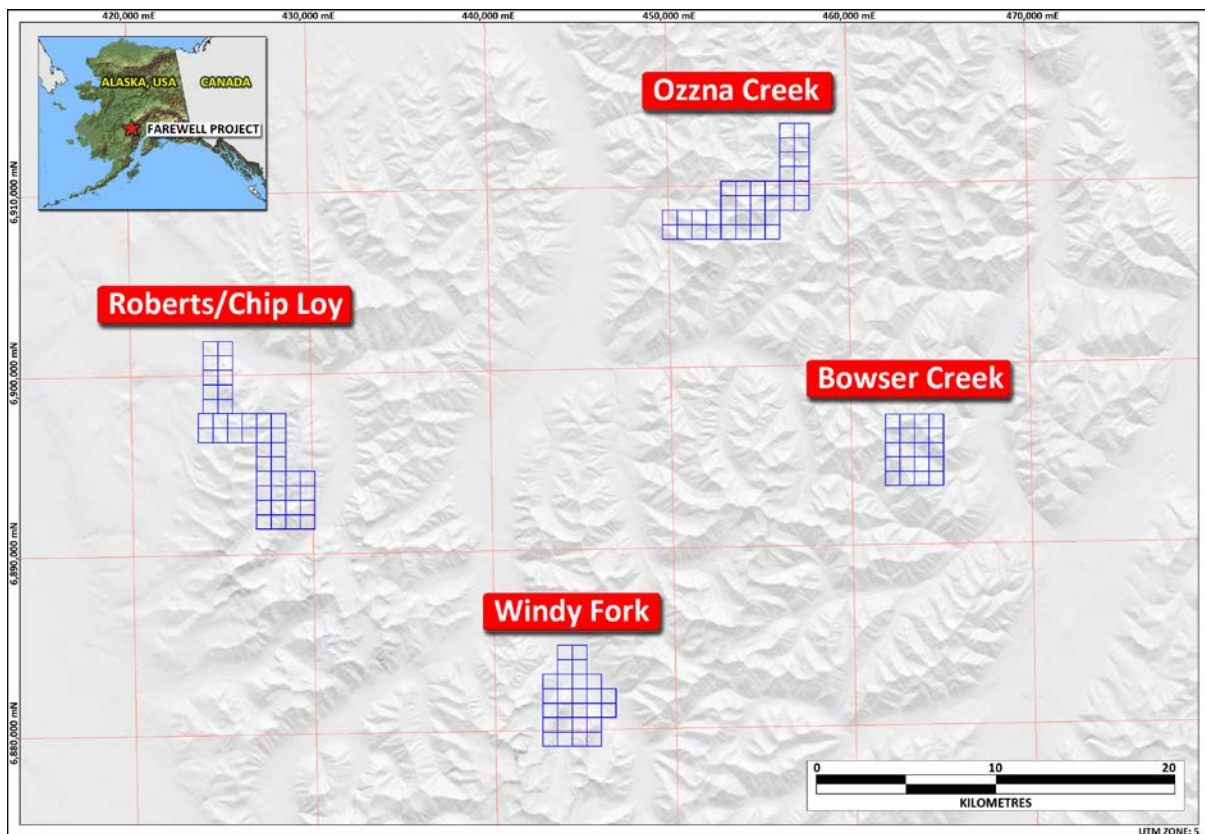 420,000 mE
430,000 mE
440,000 mE
450,000 mE
460,000 mE
470,000 mE
ALASKA, USA
CANADA
FAREWELL PROJECT
Ozzna Creek
6,910,000 mN
Roberts/Chip Loy
Bowser Creek
6,900,000 mN
6,890,000 mN
Windy Fork
6,880,000 mN
0
10
20
KILOMETRES
UTM ZONE: 5